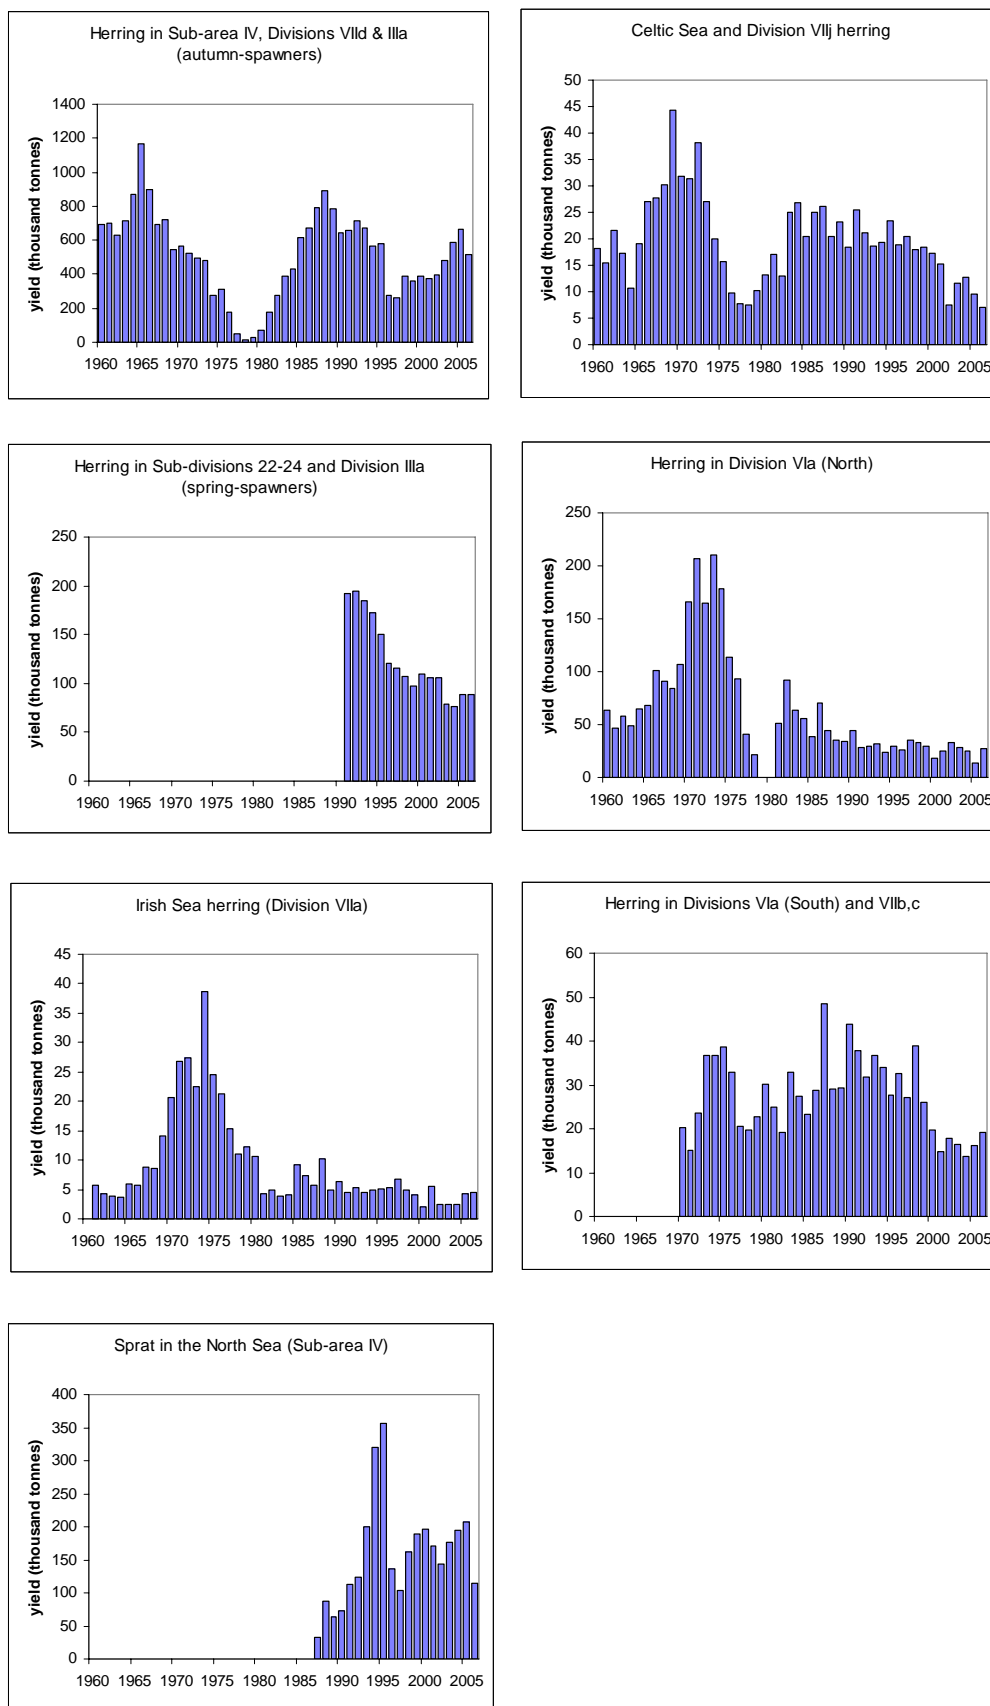 Herring in Sub-area IV, Divisions VIId & IIIa
(autumn-spawners)
yield (thousand tonnes)
1400
1200
1000
800
600
400
200
0
1960 1965 1970 1975 1980 1985 1990 1995 2000 2005
Celtic Sea and Division VIIj herring
yield (thousand tonnes)
50
45
40
35
30
25
20
15
10
5
0
1960 1965 1970 1975 1980 1985 1990 1995 2000 2005
Herring in Sub-divisions 22-24 and Division IIIa
(spring-spawners)
yield (thousand tonnes)
250
200
150
100
50
0
1960 1965 1970 1975 1980 1985 1990 1995 2000 2005
Herring in Division VIa (North)
yield (thousand tonnes)
250
200
150
100
50
0
1960 1965 1970 1975 1980 1985 1990 1995 2000 2005
Irish Sea herring (Division VIIa)
yield (thousand tonnes)
45
40
35
30
25
20
15
10
5
0
1960 1965 1970 1975 1980 1985 1990 1995 2000 2005
Herring in Divisions VIa (South) and VIIb,c
yield (thousand tonnes)
60
50
40
30
20
10
0
1960 1965 1970 1975 1980 1985 1990 1995 2000 2005
Sprat in the North Sea (Sub-area IV)
yield (thousand tonnes)
400
350
300
250
200
150
100
50
0
1960 1965 1970 1975 1980 1985 1990 1995 2000 2005